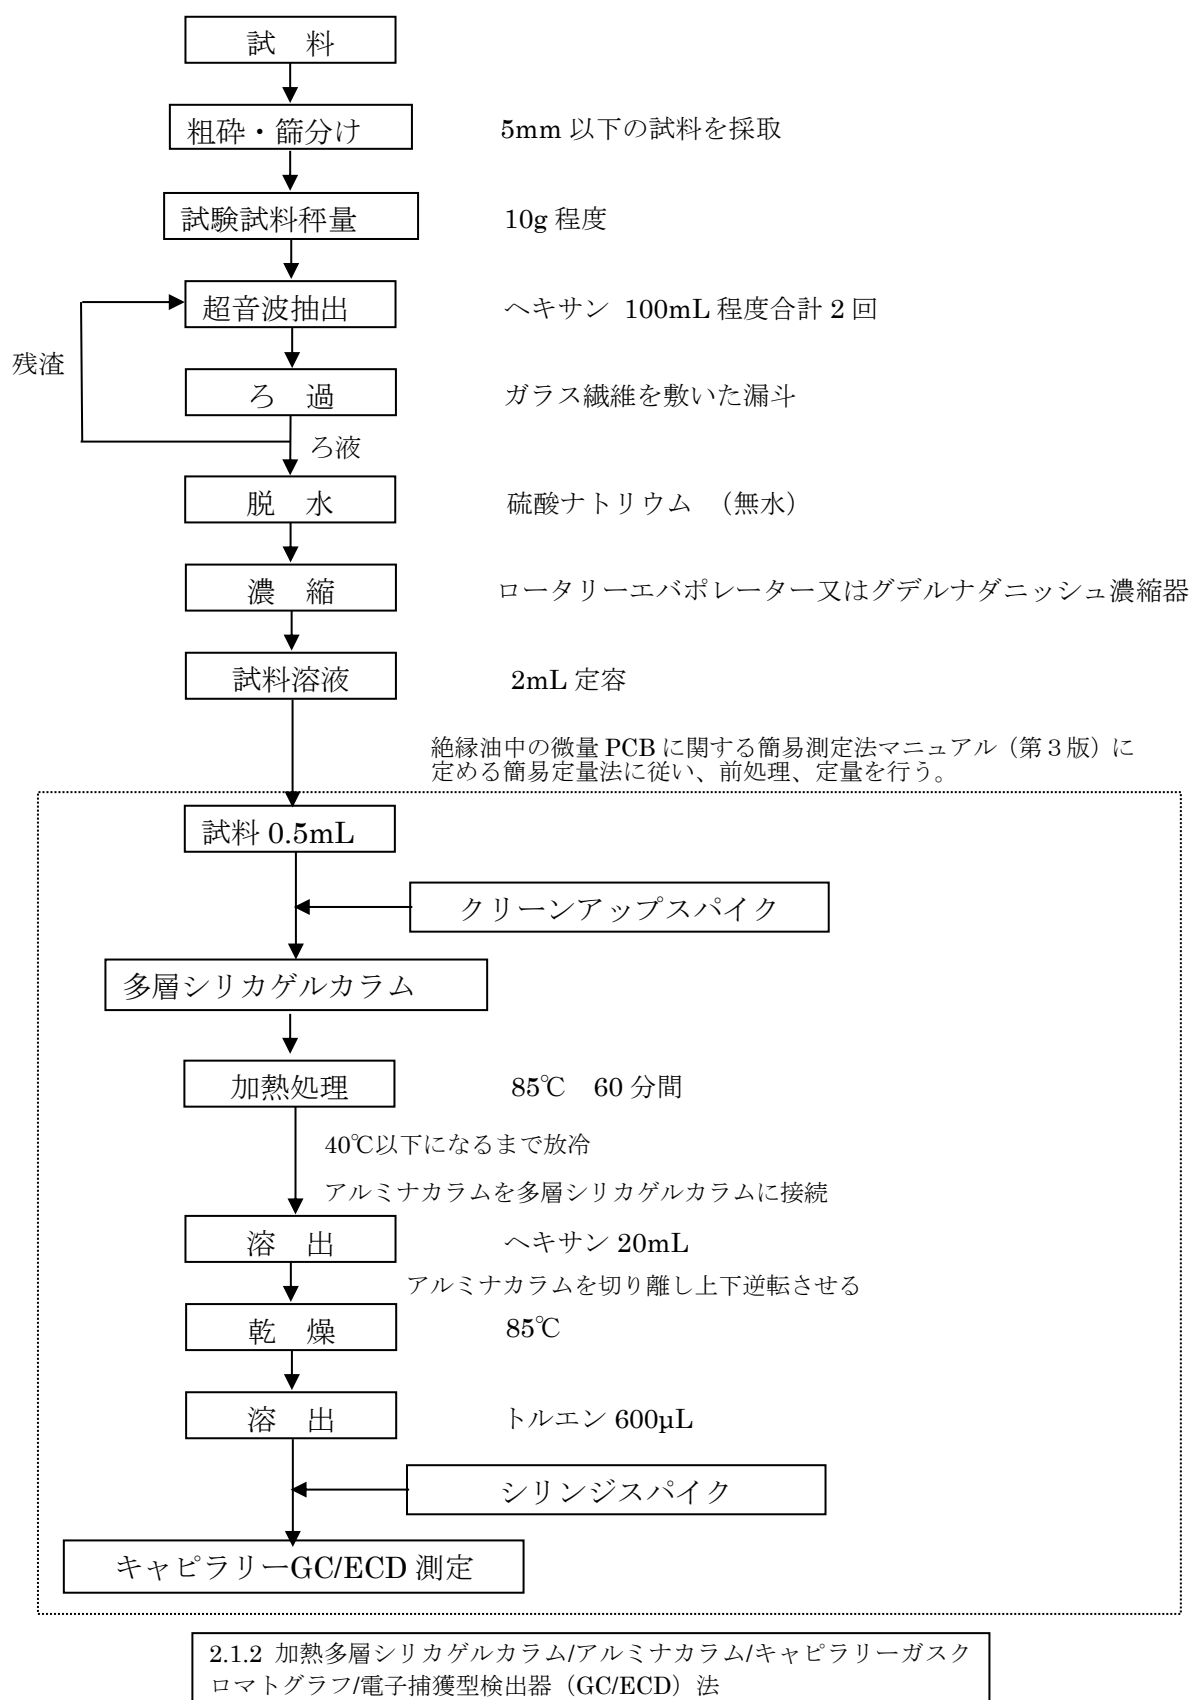 試　料
粗砕・篩分け　5mm 以下の試料を採取
試験試料秤量　10g 程度
超音波抽出　ヘキサン 100mL 程度合計 2 回
残渣
ろ　過　ガラス繊維を敷いた漏斗
ろ液
脱　水　硫酸ナトリウム　（無水）
濃　縮　ロータリーエバポレーター又はグデルナダニッシュ濃縮器
試料溶液　2mL 定容
絶縁油中の微量 PCB に関する簡易測定法マニュアル（第３版）に
定める簡易定量法に従い、前処理、定量を行う。
試料 0.5mL
クリーンアップスパイク
多層シリカゲルカラム
加熱処理　85℃　60 分間
40℃以下になるまで放冷
アルミナカラムを多層シリカゲルカラムに接続
溶　出　ヘキサン 20mL
アルミナカラムを切り離し上下逆転させる
乾　燥　85℃
溶　出　トルエン 600µL
シリンジスパイク
キャピラリーGC/ECD 測定
2.1.2 加熱多層シリカゲルカラム/アルミナカラム/キャピラリーガスク
ロマトグラフ/電子捕獲型検出器（GC/ECD）法